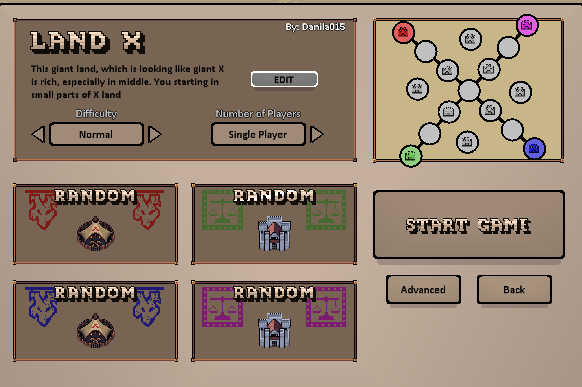 By: Danila015
LAND X
This giant land, which is looking like giant X
is rich, especially in middle. You starting in
small parts of X land
EDIT
Difficulty
Number of Players
Normal
Single Player
RANDOM
RANDOM
START GAME
RANDOM
RANDOM
Advanced
Back